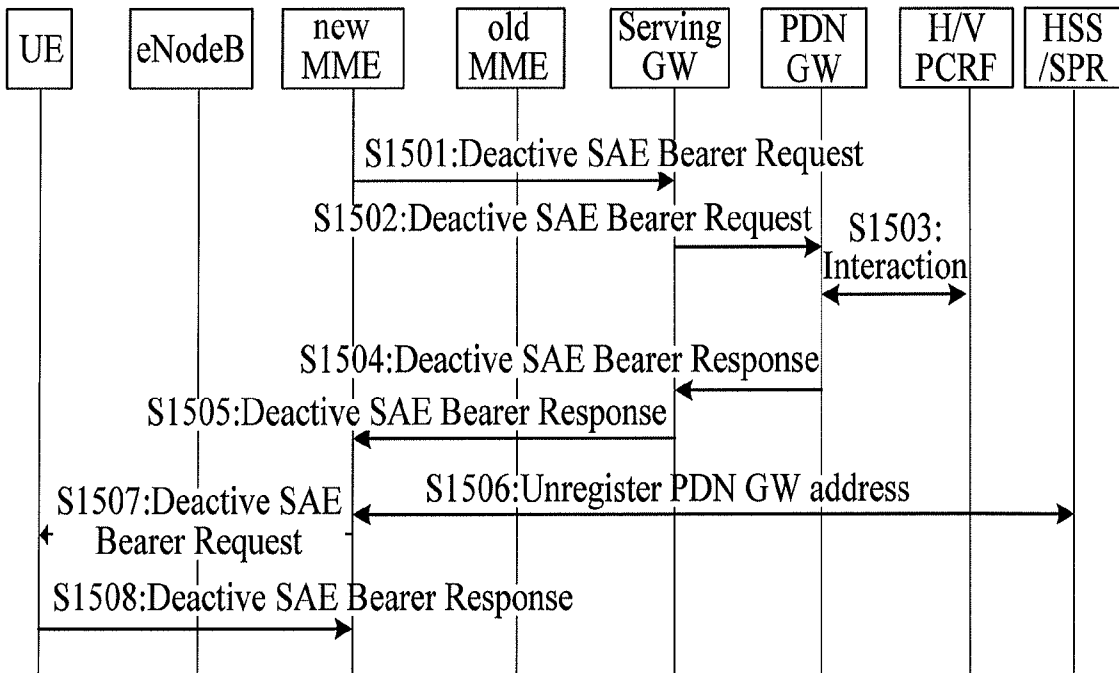 UE
eNodeB
new
MME
old
MME
Serving
GW
PDN
GW
H/V
PCRF
HSS
/SPR
S1501:Deactive SAE Bearer Request
S1502:Deactive SAE Bearer Request
S1503:
Interaction
S1504:Deactive SAE Bearer Response
S1505:Deactive SAE Bearer Response
S1506:Unregister PDN GW address
S1507:Deactive SAE
Bearer Request
S1508:Deactive SAE Bearer Response